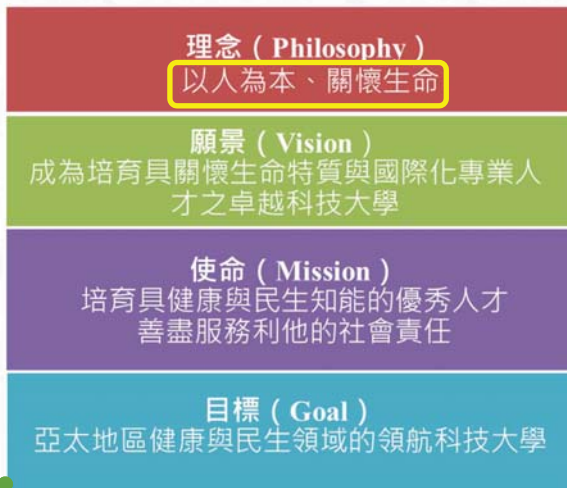 理念（Philosophy）
以人為本、關懷生命
願景（Vision）
成為培育具關懷生命特質與國際化專業人
才之卓越科技大學
使命（Mission）
培育具健康與民生知能的優秀人才
善盡服務利他的社會責任
目標（Goal）
亞太地區健康與民生領域的領航科技大學